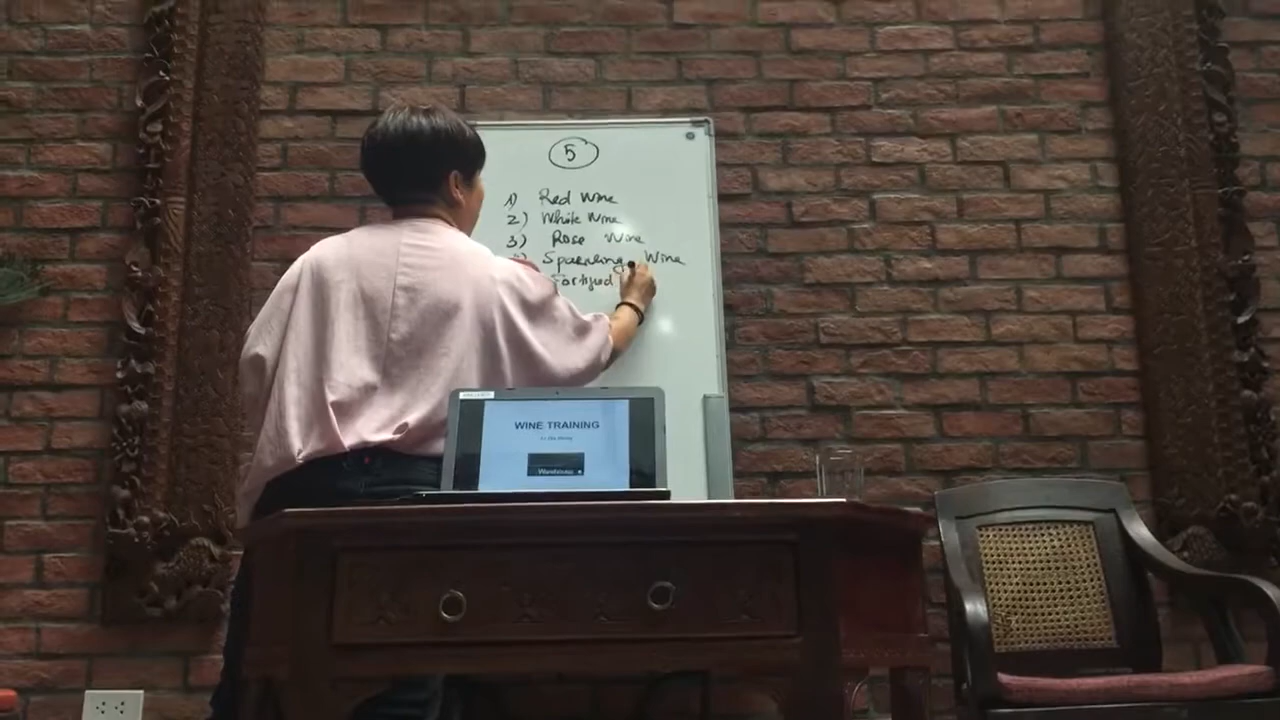 5
1) Red Wine
2) White Wine
3) Rose Wine
Sparkling Wine
Fortified
WINE TRAINING